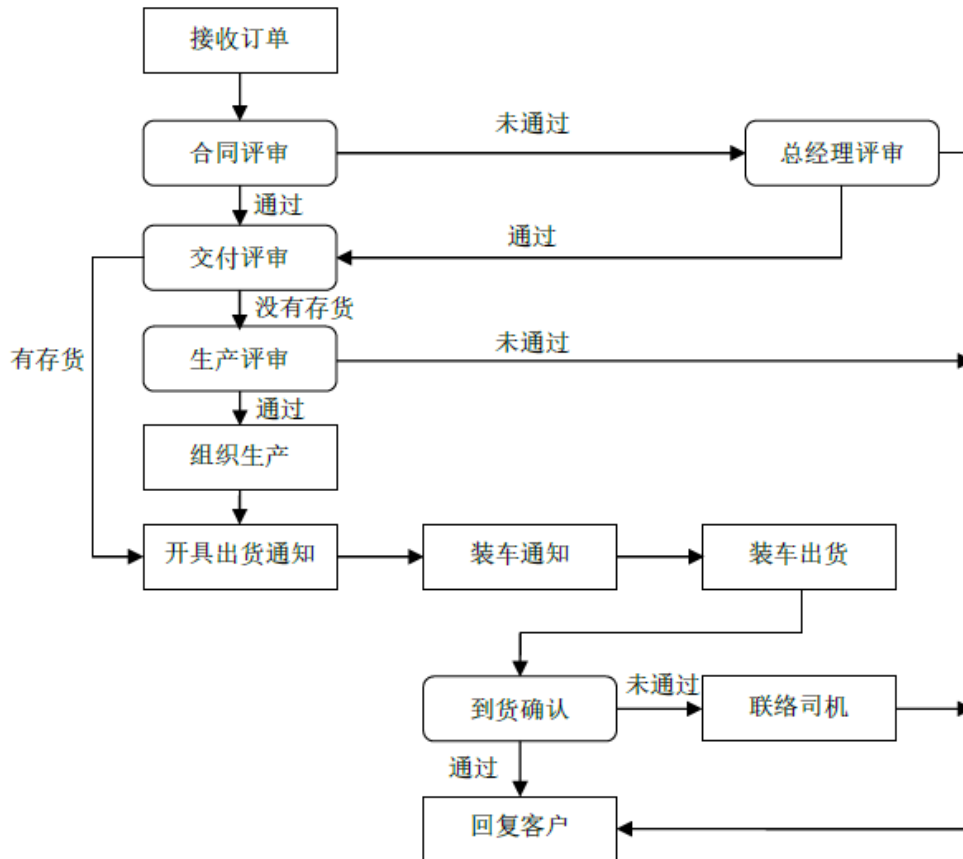 接收订单
未通过
合同评审
总经理评审
通过
通过
交付评审
没有存货
未通过
有存货
生产评审
通过
组织生产
开具出货通知
装车通知
装车出货
未通过
到货确认
联络司机
通过
回复客户